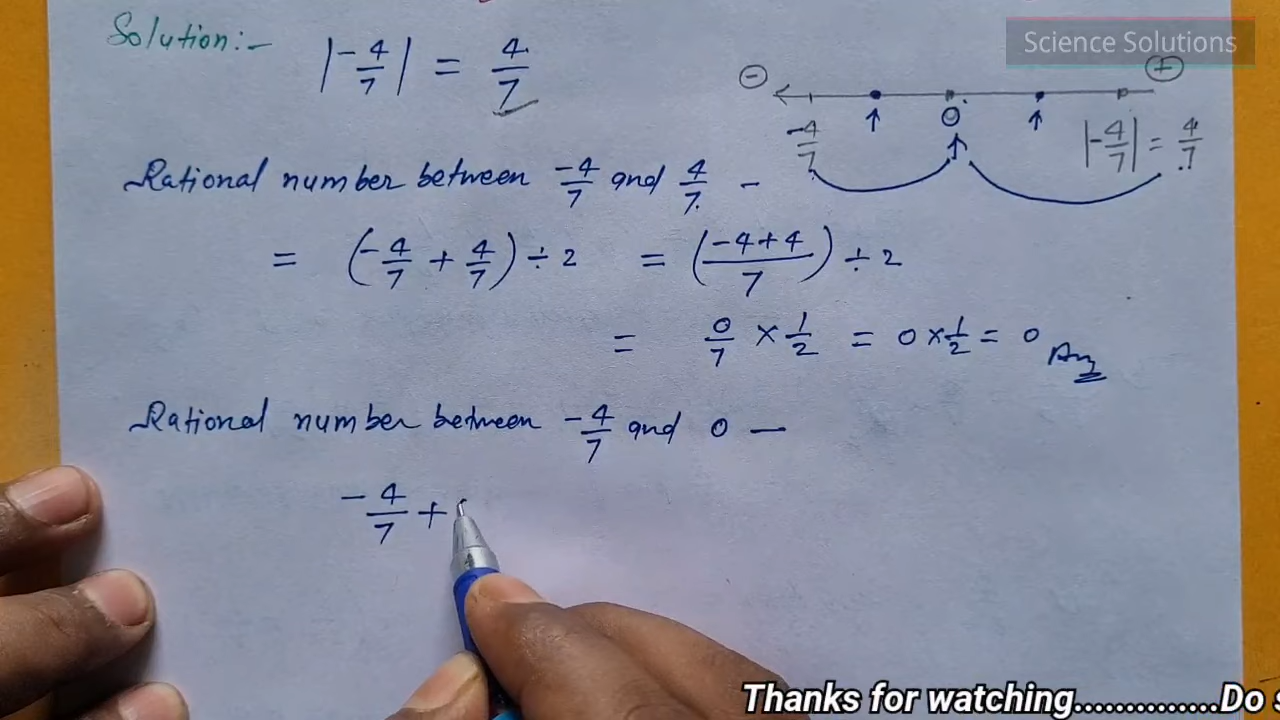 Science Solutions
Solution:-
|-4/7| = 4/7
⊖ ⊕
-4/7 ↑ 0 ↑ |-4/7| = 4/7
↑
Rational number between -4/7 and 4/7 -
= (-4/7 + 4/7) ÷ 2 = (-4+4/7) ÷ 2
= 0/7 × 1/2 = 0 × 1/2 = 0 Ans
Rational number between -4/7 and 0 -
-4/7 +
Thanks for watching..............Do s